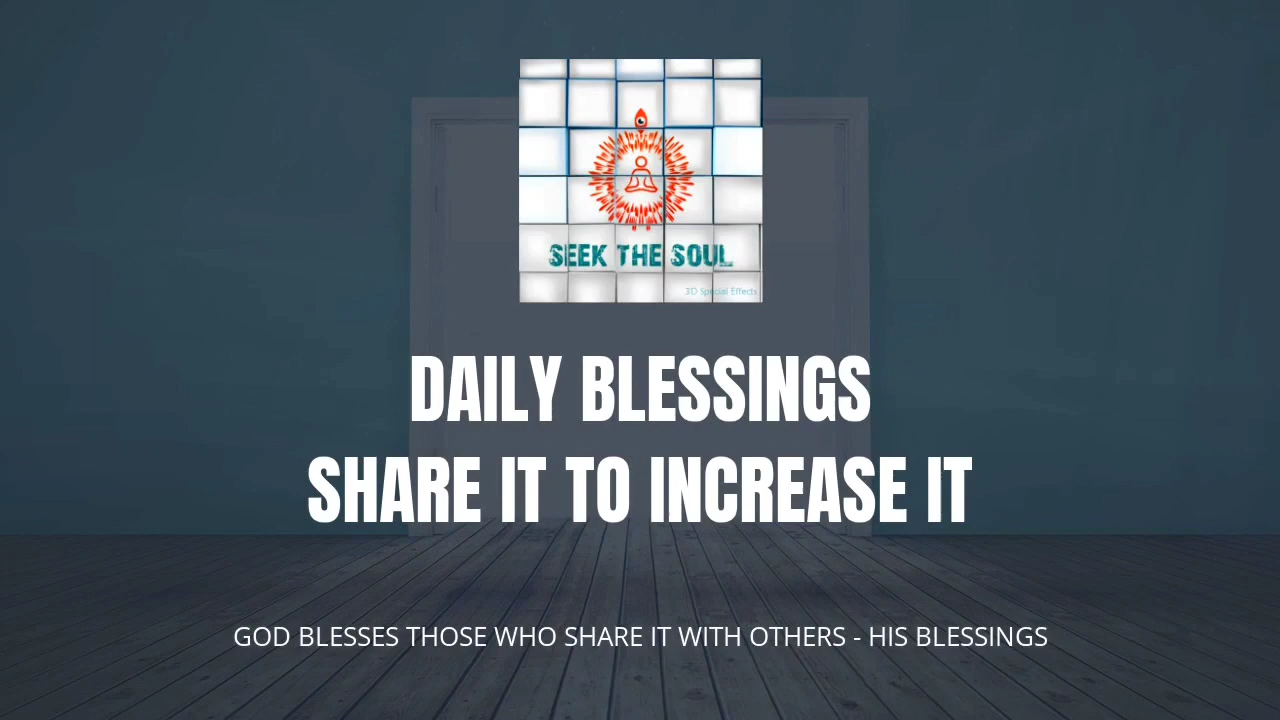 SEEK THE SOUL
3D Special Effects
DAILY BLESSINGS
SHARE IT TO INCREASE IT
GOD BLESSES THOSE WHO SHARE IT WITH OTHERS - HIS BLESSINGS